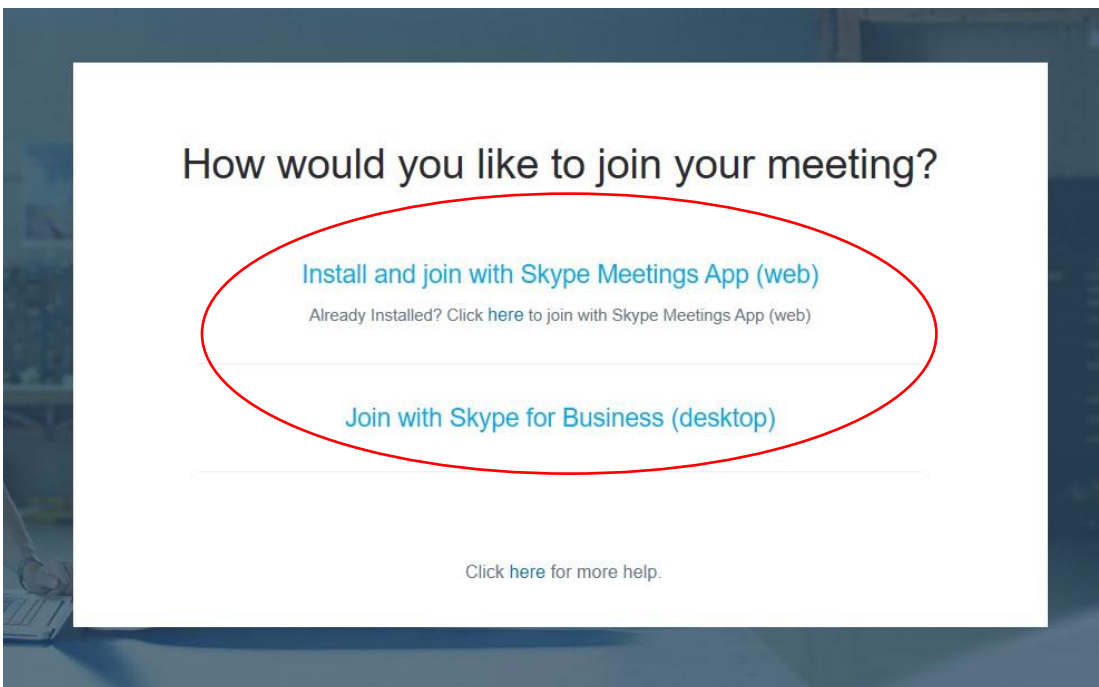 How would you like to join your meeting?
Install and join with Skype Meetings App (web)
Already Installed? Click here to join with Skype Meetings App (web)
Join with Skype for Business (desktop)
Click here for more help.